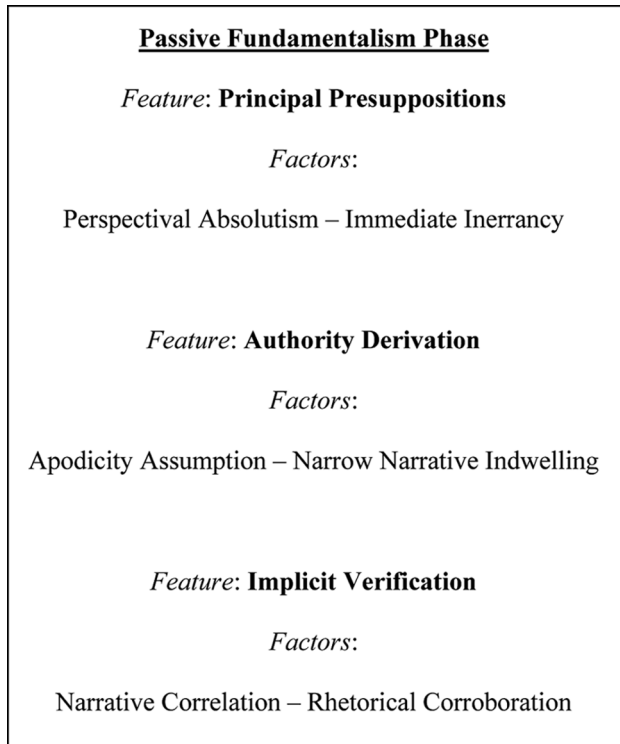 Passive Fundamentalism Phase
Feature: Principal Presuppositions
Factors:
Perspectival Absolutism – Immediate Inerrancy
Feature: Authority Derivation
Factors:
Apodicity Assumption – Narrow Narrative Indwelling
Feature: Implicit Verification
Factors:
Narrative Correlation – Rhetorical Corroboration